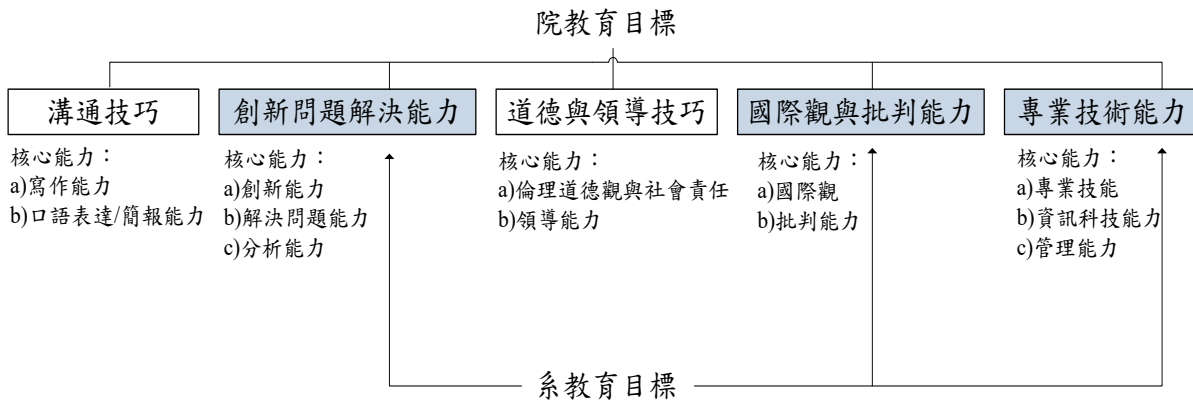 院教育目標
溝通技巧
核心能力：
a)寫作能力
b)口語表達/簡報能力
創新問題解決能力
核心能力：
a)創新能力
b)解決問題能力
c)分析能力
道德與領導技巧
核心能力：
a)倫理道德觀與社會責任
b)領導能力
國際觀與批判能力
核心能力：
a)國際觀
b)批判能力
專業技術能力
核心能力：
a)專業技能
b)資訊科技能力
c)管理能力
系教育目標